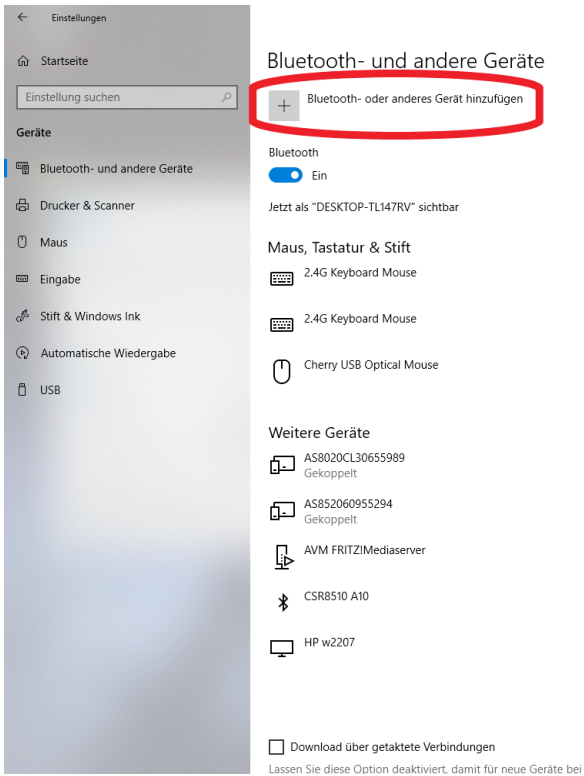 Einstellungen
Startseite
Einstellung suchen
Geräte
Bluetooth- und andere Geräte
Drucker & Scanner
Maus
Eingabe
Stift & Windows Ink
Automatische Wiedergabe
USB
Bluetooth- und andere Geräte
Bluetooth- oder anderes Gerät hinzufügen
Bluetooth
Ein
Jetzt als "DESKTOP-TL147RV" sichtbar
Maus, Tastatur & Stift
2.4G Keyboard Mouse
2.4G Keyboard Mouse
Cherry USB Optical Mouse
Weitere Geräte
AS8020CL30655989
Gekoppelt
AS852060955294
Gekoppelt
AVM FRITZ!Mediaserver
CSR8510 A10
HP w2207
Download über getaktete Verbindungen
Lassen Sie diese Option deaktiviert, damit für neue Geräte bei